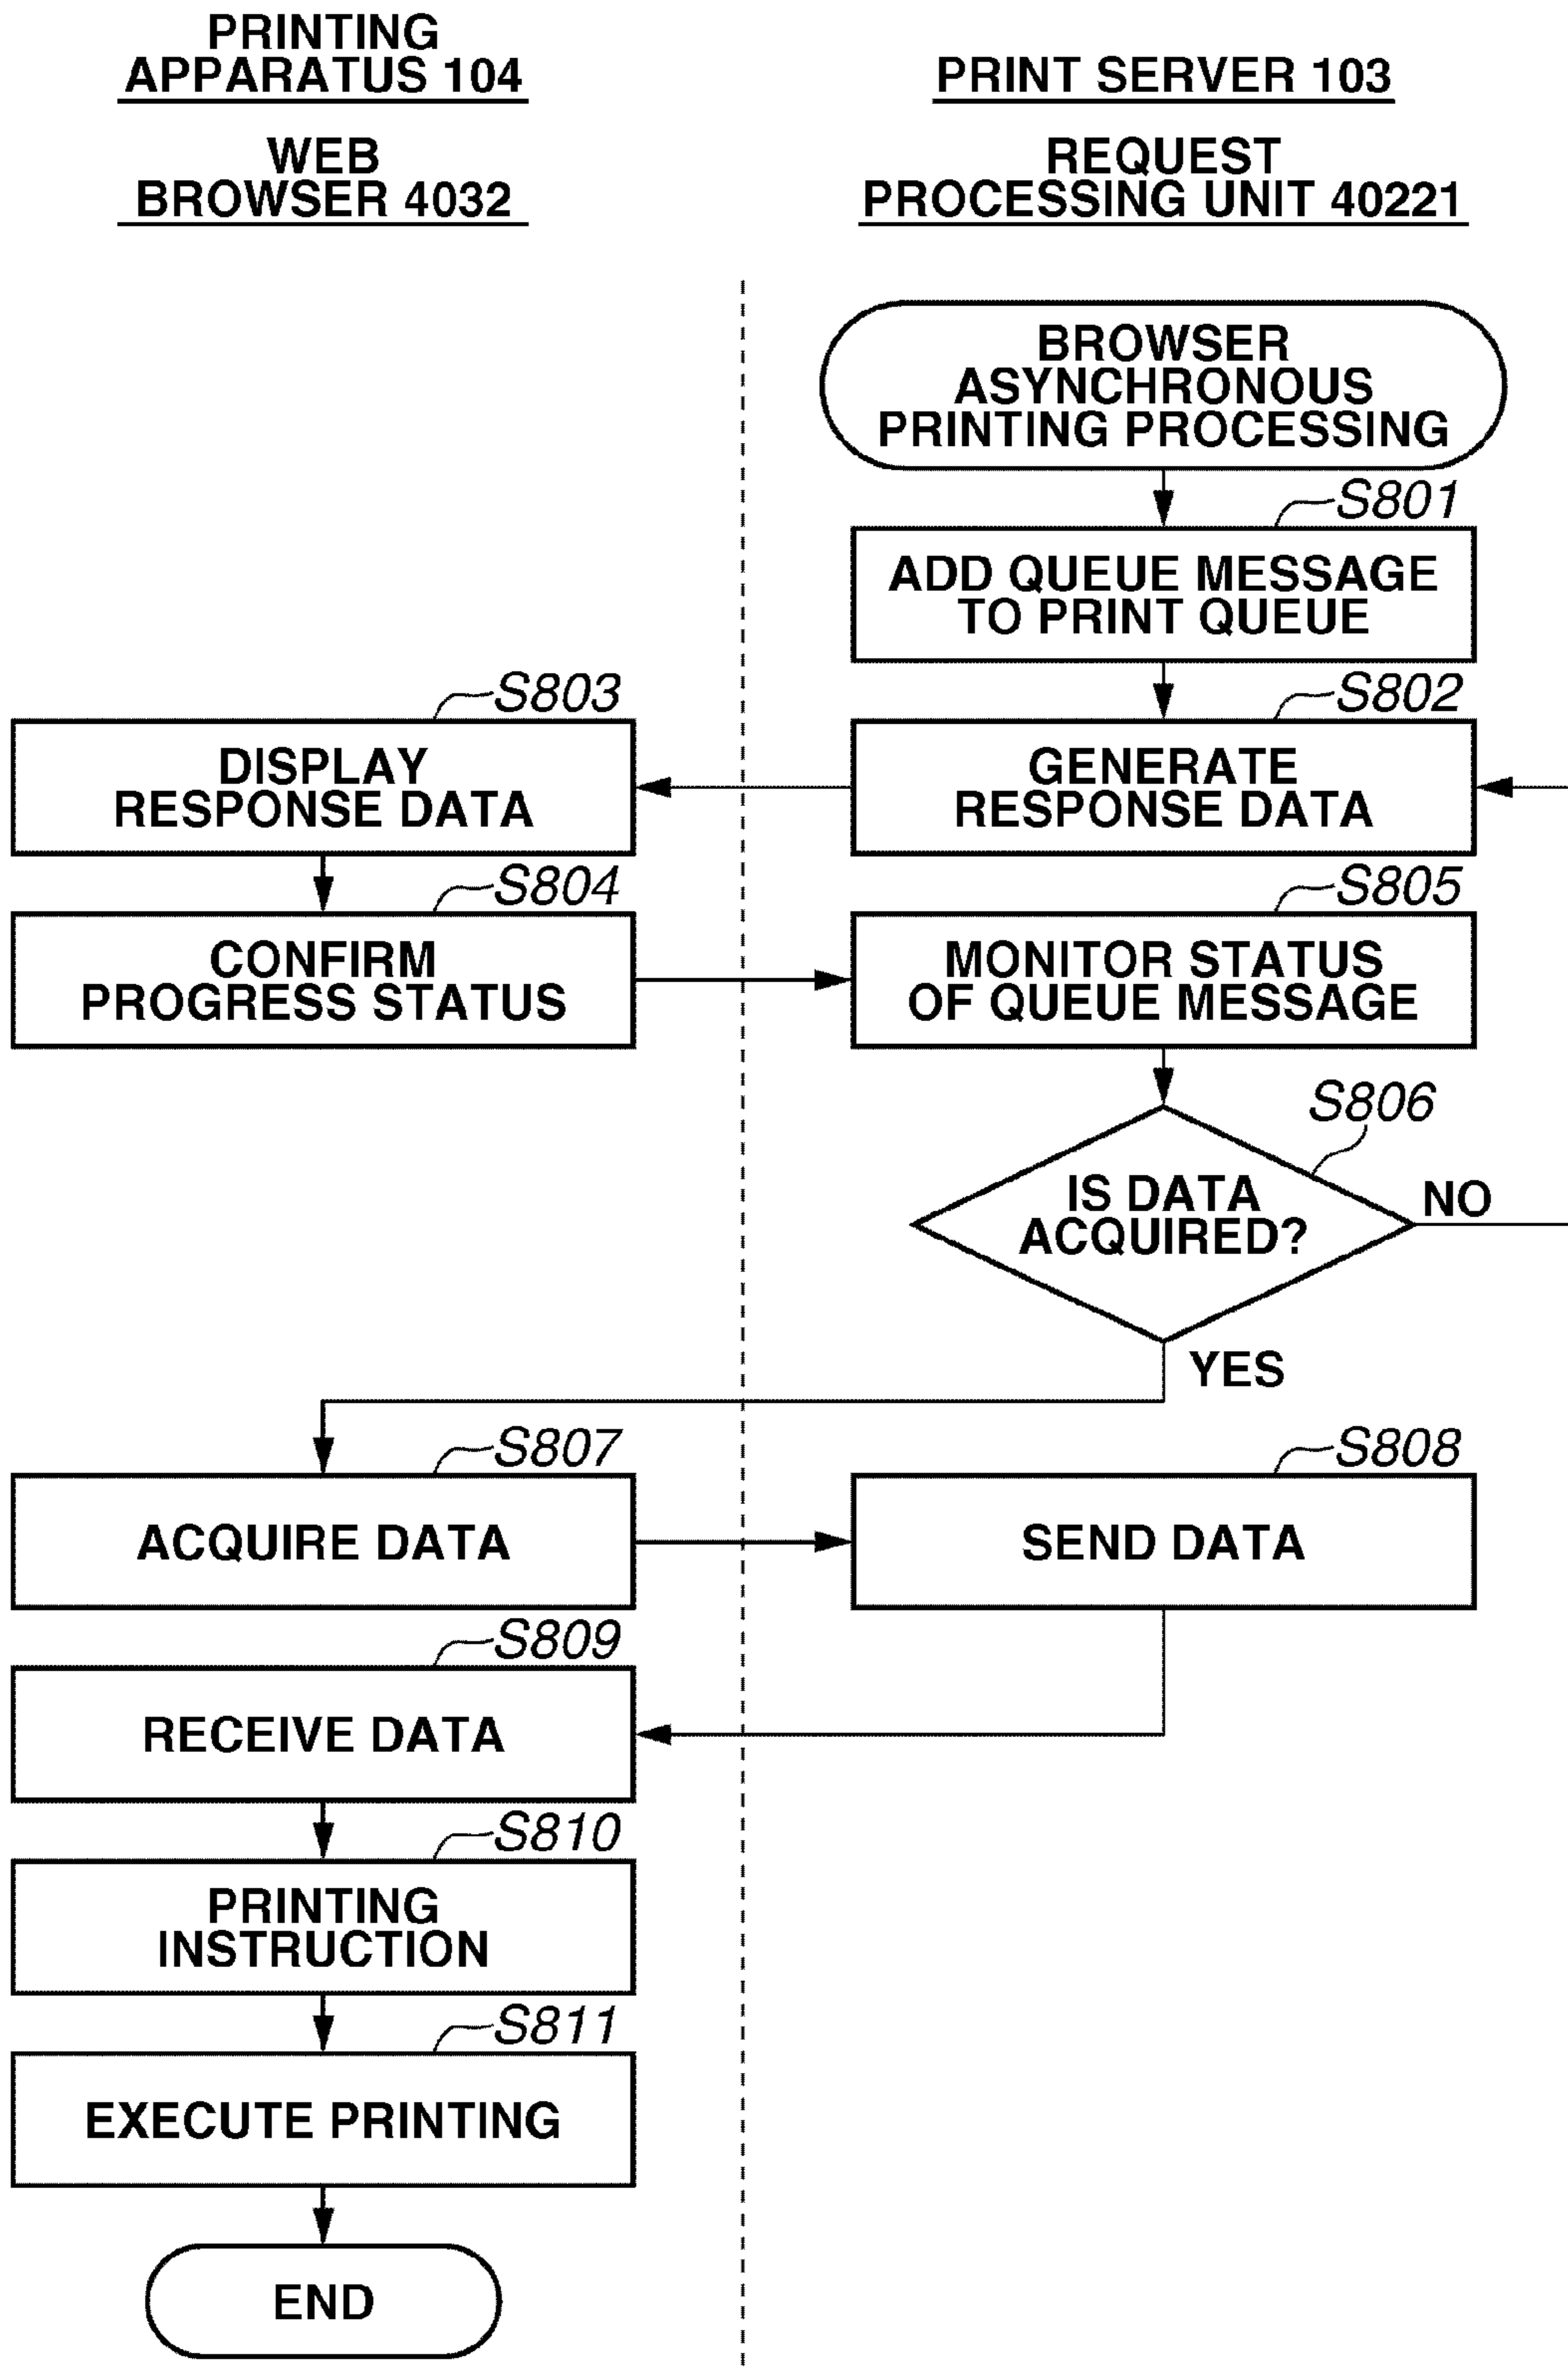 PRINTING
APPARATUS 104
WEB
BROWSER 4032
PRINT SERVER 103
REQUEST
PROCESSING UNIT 40221
BROWSER
ASYNCHRONOUS
PRINTING PROCESSING
S801
ADD QUEUE MESSAGE
TO PRINT QUEUE
S803
DISPLAY
RESPONSE DATA
S802
GENERATE
RESPONSE DATA
S804
CONFIRM
PROGRESS STATUS
S805
MONITOR STATUS
OF QUEUE MESSAGE
S806
IS DATA
ACQUIRED?
NO
YES
S807
ACQUIRE DATA
S808
SEND DATA
S809
RECEIVE DATA
S810
PRINTING
INSTRUCTION
S811
EXECUTE PRINTING
END